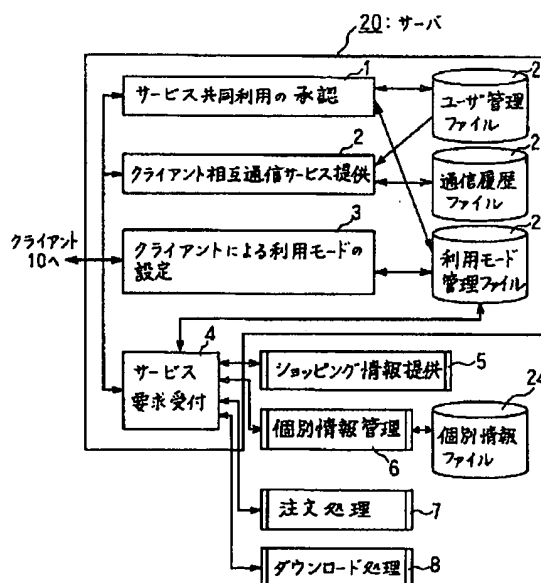 20:サーバ
1
サービス共同利用の承認
2
ユーザ管理
ファイル
2
クライアント相互通信サービス提供
2
通信履歴
ファイル
3
クライアントによる利用モードの
設定
2
利用モード
管理ファイル
クライアント
10へ
4
サービス
要求受付
ショッピング情報提供
5
個別情報管理
6
24
個別情報
ファイル
注文処理
7
ダウンロード処理
8